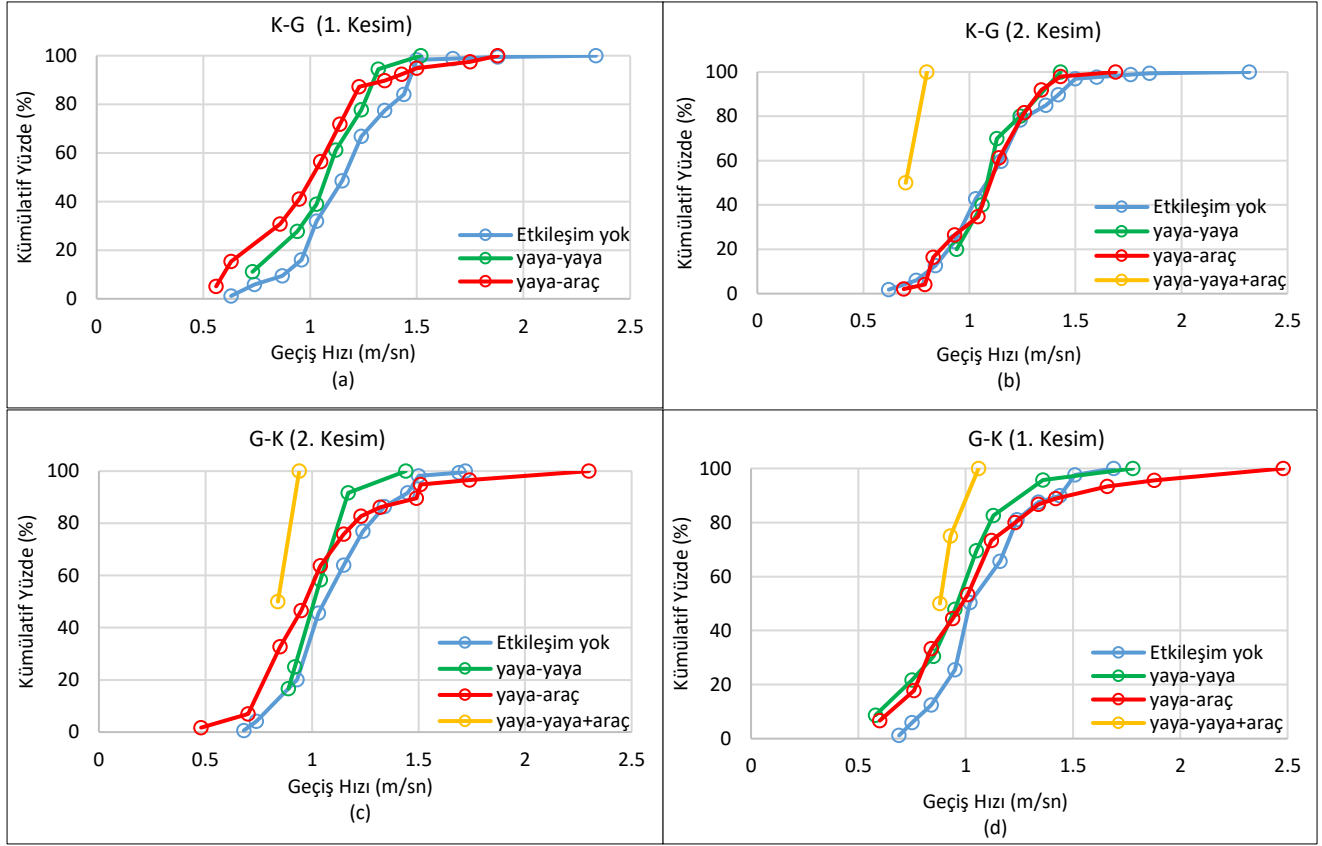 K-G (1. Kesim)
Kümülatif Yüzde (%)
100
80
60
40
20
0
0
0.5
1
1.5
2
2.5
Etkileşim yok
yaya-yaya
yaya-araç
Geçiş Hızı (m/sn)
(a)
K-G (2. Kesim)
Kümülatif Yüzde (%)
100
80
60
40
20
0
0
0.5
1
1.5
2
2.5
Etkileşim yok
yaya-yaya
yaya-araç
yaya-yaya+araç
Geçiş Hızı (m/sn)
(b)
G-K (2. Kesim)
Kümülatif Yüzde (%)
100
80
60
40
20
0
0
0.5
1
1.5
2
2.5
Etkileşim yok
yaya-yaya
yaya-araç
yaya-yaya+araç
Geçiş Hızı (m/sn)
(c)
G-K (1. Kesim)
Kümülatif Yüzde (%)
100
80
60
40
20
0
0
0.5
1
1.5
2
2.5
Etkileşim yok
yaya-yaya
yaya-araç
yaya-yaya+araç
Geçiş Hızı (m/sn)
(d)